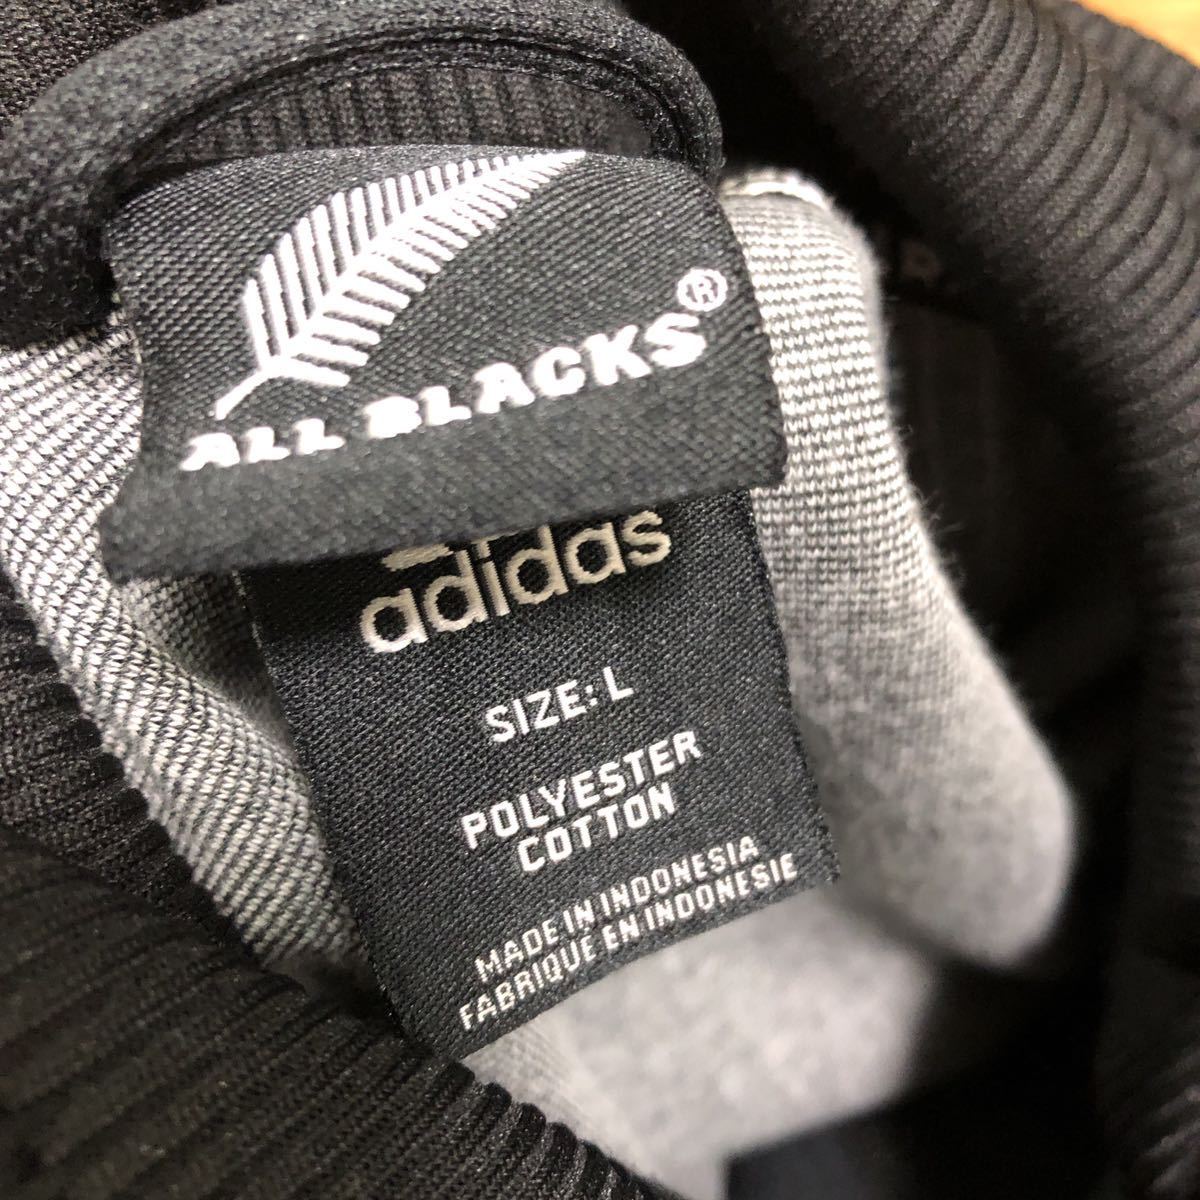 ALL BLACKS®
adidas
SIZE: L
POLYESTER
COTTON
MADE IN INDONESIA
FABRIQUE EN INDONESIE